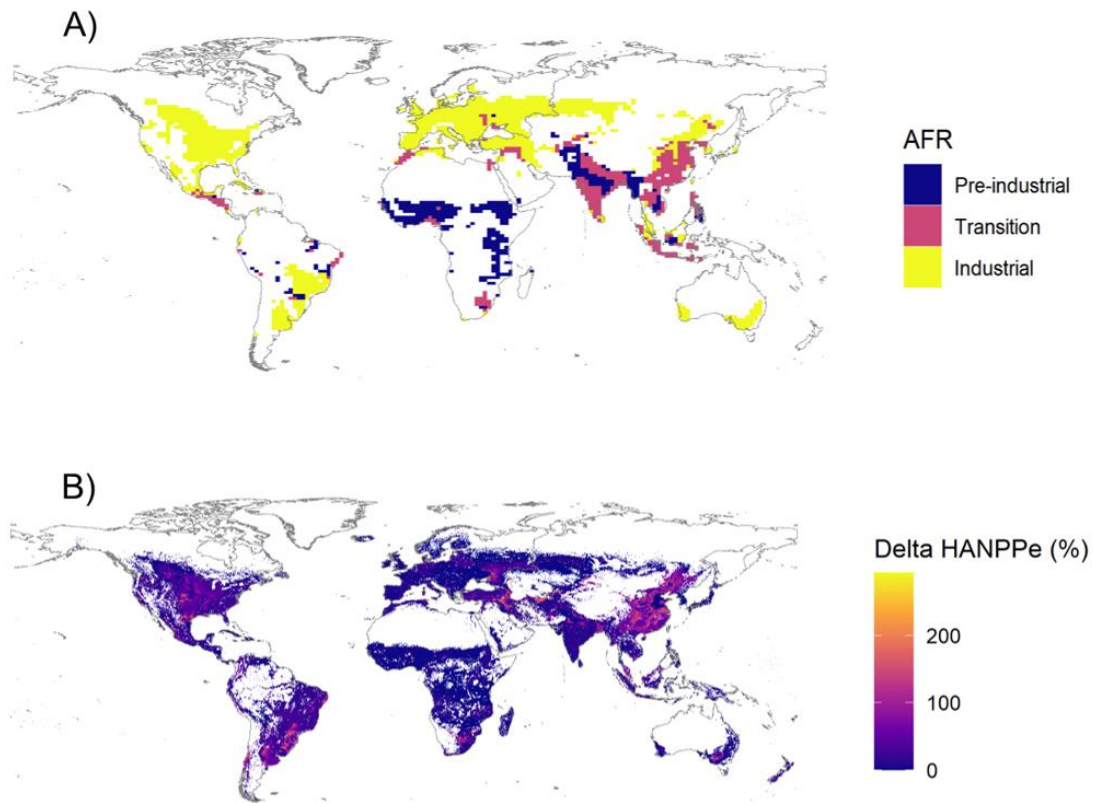 A)
AFR
Pre-industrial
Transition
Industrial
B)
Delta HANPPe (%)
200
100
0